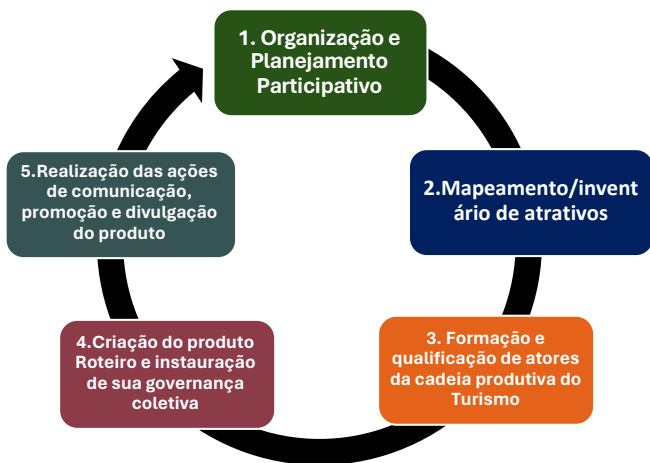 1. Organização e
Planejamento
Participativo
2.Mapeamento/invent
ário de atrativos
3. Formação e
qualificação de atores
da cadeia produtiva do
Turismo
4.Criação do produto
Roteiro e instauração
de sua governança
coletiva
5.Realização das ações
de comunicação,
promoção e divulgação
do produto